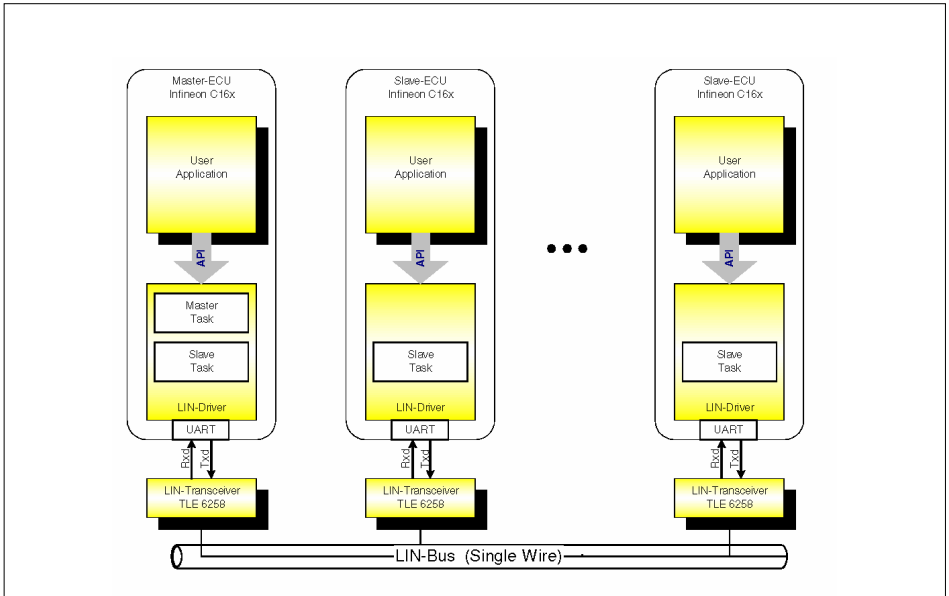 Master-ECU
Infineon C16x
User
Application
API
Master
Task
Slave
Task
LIN-Driver
UART
Rxd
Txd
LIN-Transceiver
TLE 6258
Slave-ECU
Infineon C16x
User
Application
API
Slave
Task
LIN-Driver
UART
Rxd
Txd
LIN-Transceiver
TLE 6258
Slave-ECU
Infineon C16x
User
Application
API
Slave
Task
LIN-Driver
UART
Rxd
Txd
LIN-Transceiver
TLE 6258
LIN-Bus (Single Wire)